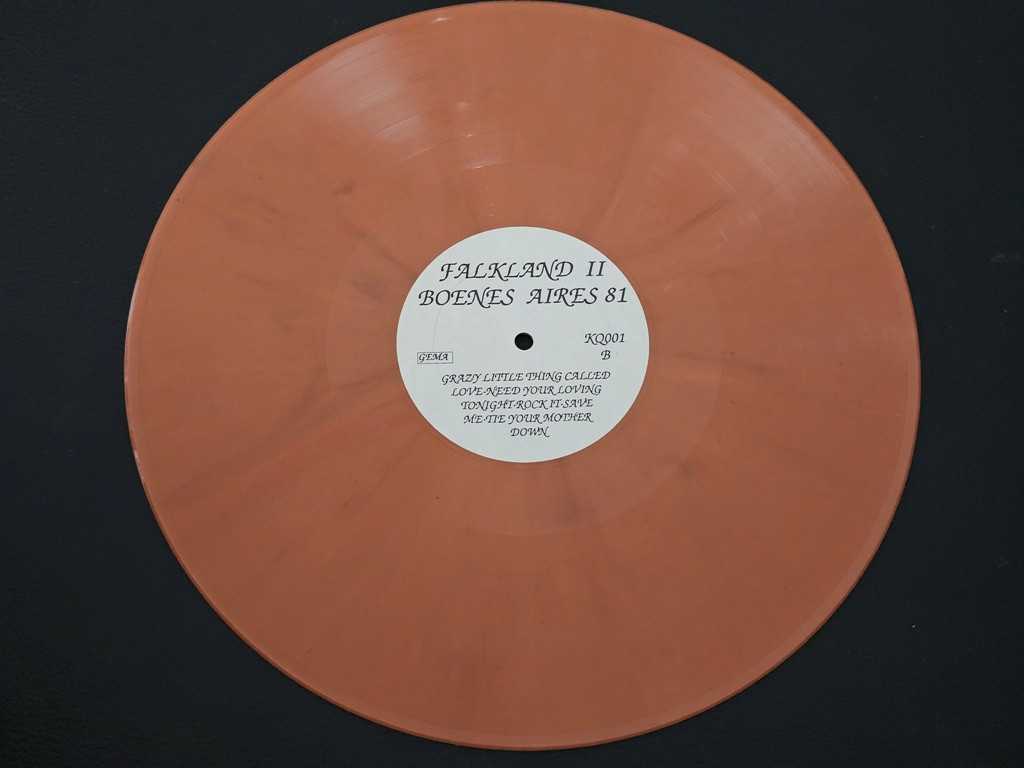 FALKLAND II
BOENES AIRES 81
KQ001
GEMA
B
GRAZY LITTLE THING CALLED
LOVE-NEED YOUR LOVING
TONIGHT-ROCK IT-SAVE
ME-TIE YOUR MOTHER
DOWN